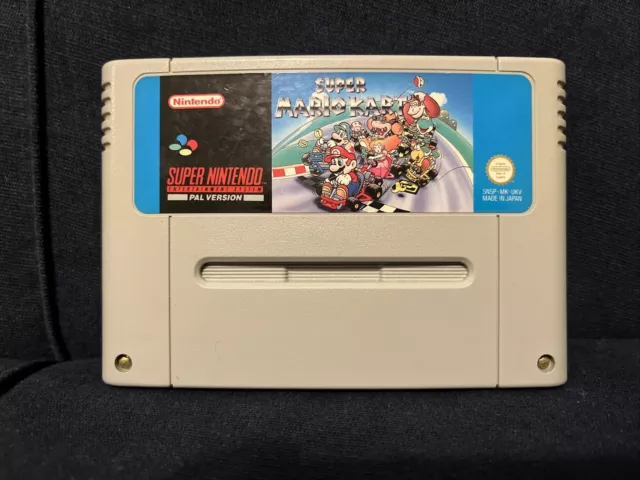 Nintendo
SUPER NINTENDO
ENTERTAINMENT SYSTEM
PAL VERSION
SUPER
MARIO KART
SNSP-MK-UKV
MADE IN JAPAN